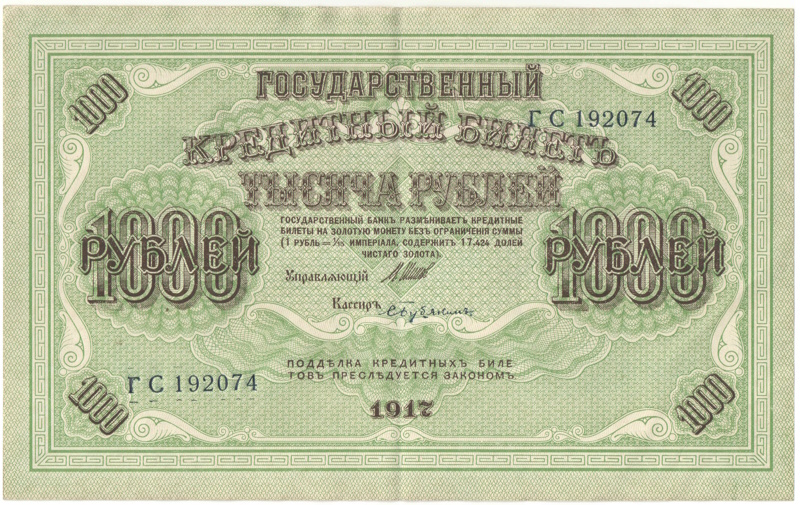 1000 1000
ГОСУДАРСТВЕННЫЙ
ГС 192074
КРЕДИТНЫЙ БИЛЕТЪ
ТЫСЯЧА РУБЛЕЙ
ГОСУДАРСТВЕННЫЙ БАНКЪ РАЗМѢНИВАЕТЪ КРЕДИТНЫЕ
БИЛЕТЫ НА ЗОЛОТУЮ МОНЕТУ БЕЗЪ ОГРАНИЧЕНІЯ СУММЫ
(1 РУБЛЬ = 1/15 ИМПЕРІАЛА, СОДЕРЖИТЪ 17.424 ДОЛЕЙ
ЧИСТАГО ЗОЛОТА).
1000 РУБЛЕЙ 1000 РУБЛЕЙ
Управляющій
Кассиръ
ПОДДѢЛКА КРЕДИТНЫХЪ БИЛЕ
ТОВЪ ПРЕСЛѢДУЕТСЯ ЗАКОНОМЪ.
ГС 192074
1917
1000 1000